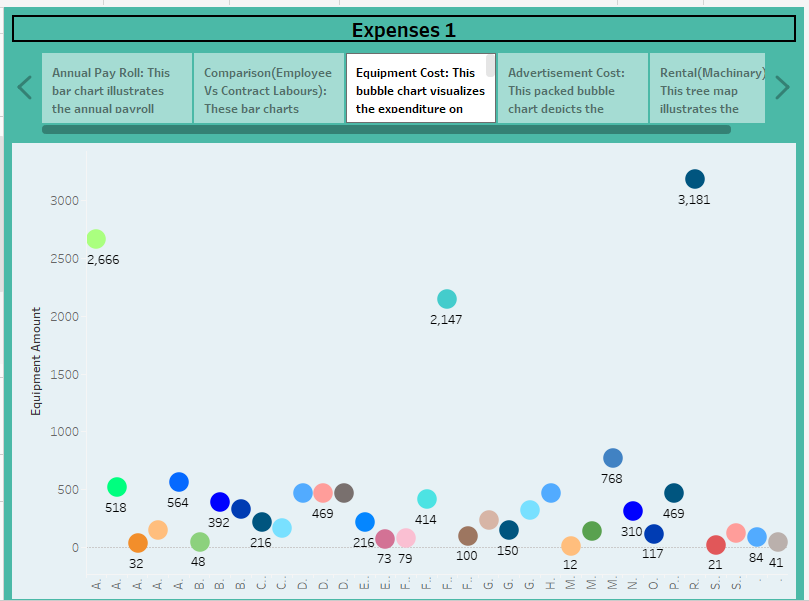 Expenses 1
Annual Pay Roll: This
bar chart illustrates
the annual payroll
Comparison(Employee
Vs Contract Labours):
These bar charts
Equipment Cost: This
bubble chart visualizes
the expenditure on
Advertisement Cost:
This packed bubble
chart depicts the
Rental(Machinary)
This tree map
illustrates the
Equipment Amount
3000
2500
2000
1500
1000
500
0
2,666
518
32
564
48
392
216
469
216
73
79
414
2,147
100
150
12
768
310
117
469
3,181
21
84
41
A.
A..
A..
A..
A..
B..
B..
B..
C..
C..
D..
D..
D..
E..
E..
F..
F..
F..
F..
G..
G..
G..
H..
M..
M..
M..
N..
O..
P..
R..
S..
S..